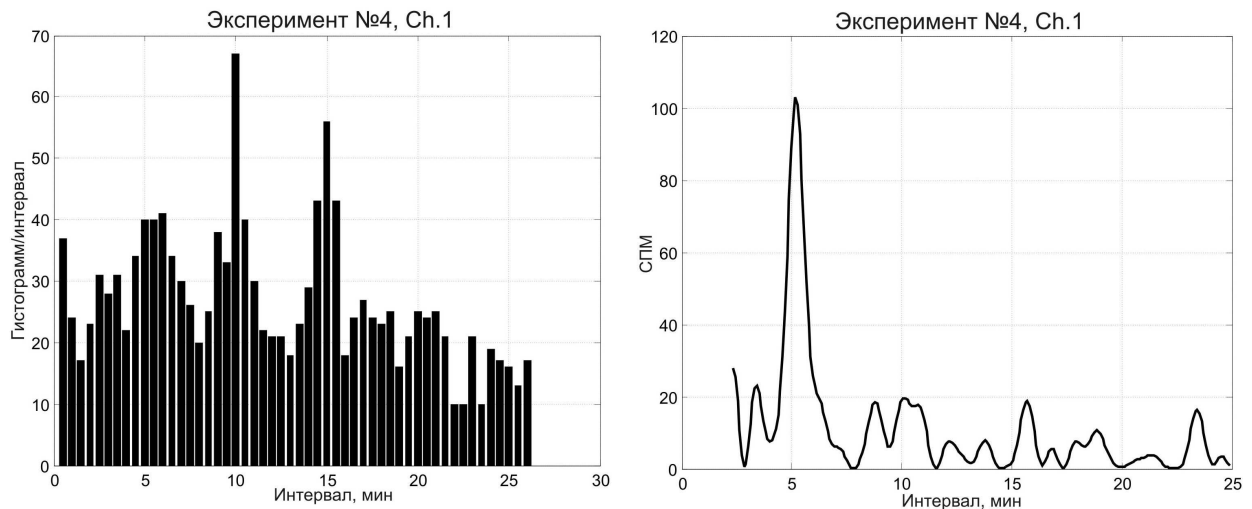 Эксперимент №4, Ch.1
Гистограмм/интервал
70
60
50
40
30
20
10
0
0 5 10 15 20 25 30
Интервал, мин
Эксперимент №4, Ch.1
СПМ
120
100
80
60
40
20
0
0 5 10 15 20 25
Интервал, мин